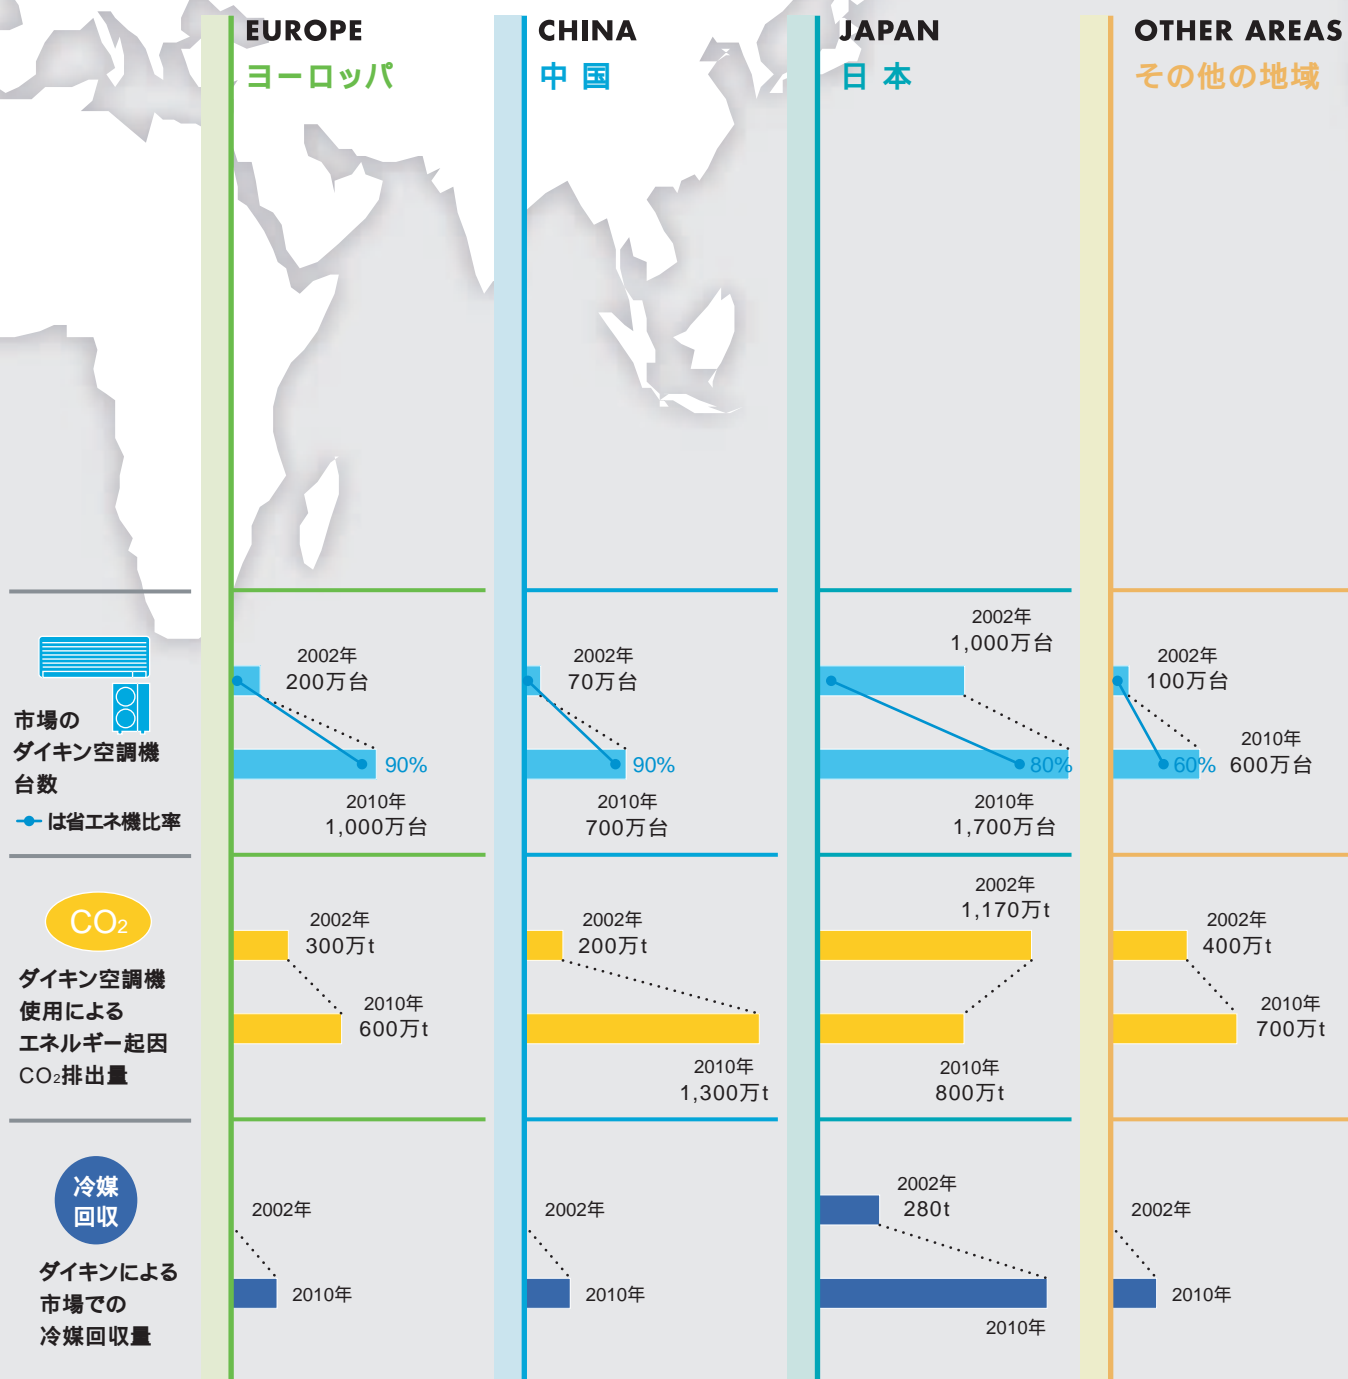 EUROPE
ヨーロッパ
CHINA
中 国
JAPAN
日 本
OTHER AREAS
その他の地域
市場の
ダイキン空調機
台数
は省エネ機比率
2002年
200万台
90%
2010年
1,000万台
2002年
70万台
90%
2010年
700万台
2002年
1,000万台
80%
2010年
1,700万台
2002年
100万台
60%
2010年
600万台
CO2
ダイキン空調機
使用による
エネルギー起因
CO2排出量
2002年
300万t
2010年
600万t
2002年
200万t
2010年
1,300万t
2002年
1,170万t
2010年
800万t
2002年
400万t
2010年
700万t
冷媒
回収
ダイキンによる
市場での
冷媒回収量
2002年
2010年
2002年
2010年
2002年
280t
2010年
2002年
2010年